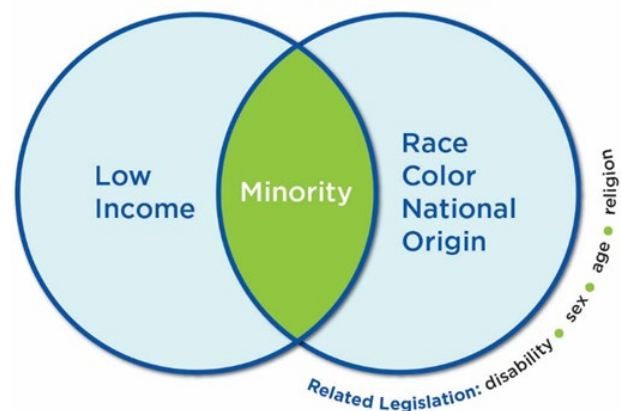 Low
Income
Minority
Race
Color
National
Origin
Related Legislation: disability • sex • age • religion